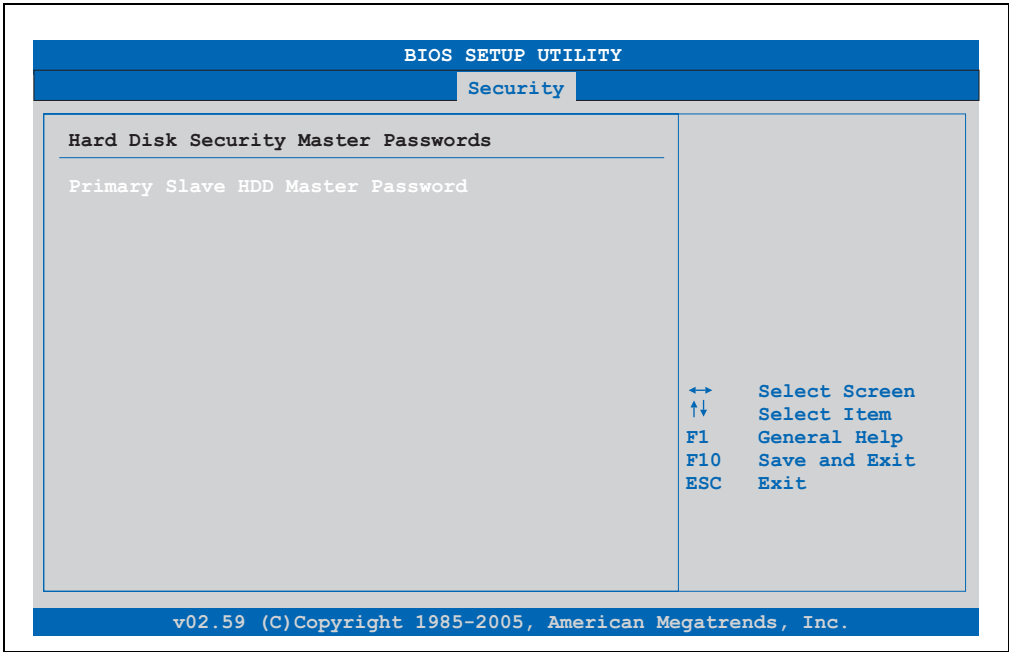 BIOS SETUP UTILITY
Security
Hard Disk Security Master Passwords
Primary Slave HDD Master Password
↔ Select Screen
↑↓ Select Item
F1 General Help
F10 Save and Exit
ESC Exit
v02.59 (C)Copyright 1985-2005, American Megatrends, Inc.